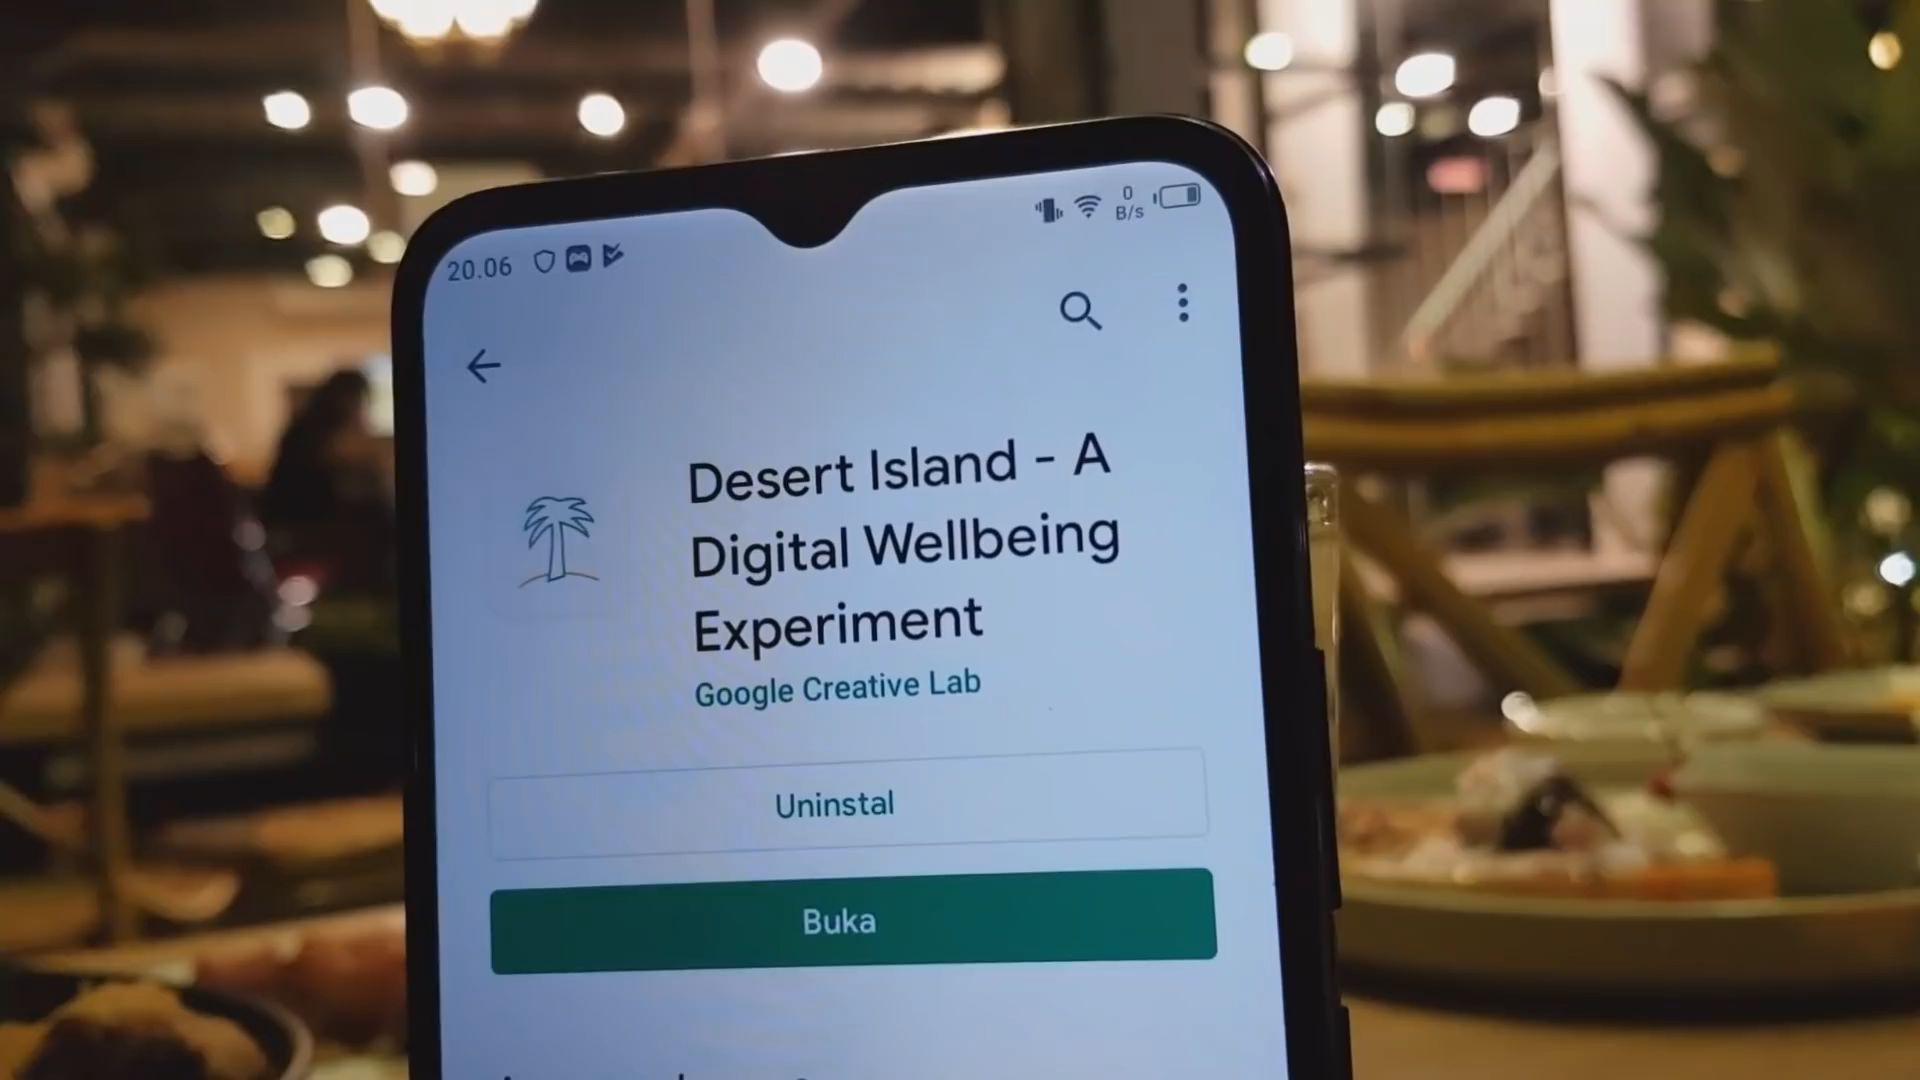 20.06
0
B/s
Desert Island - A
Digital Wellbeing
Experiment
Google Creative Lab
Uninstal
Buka